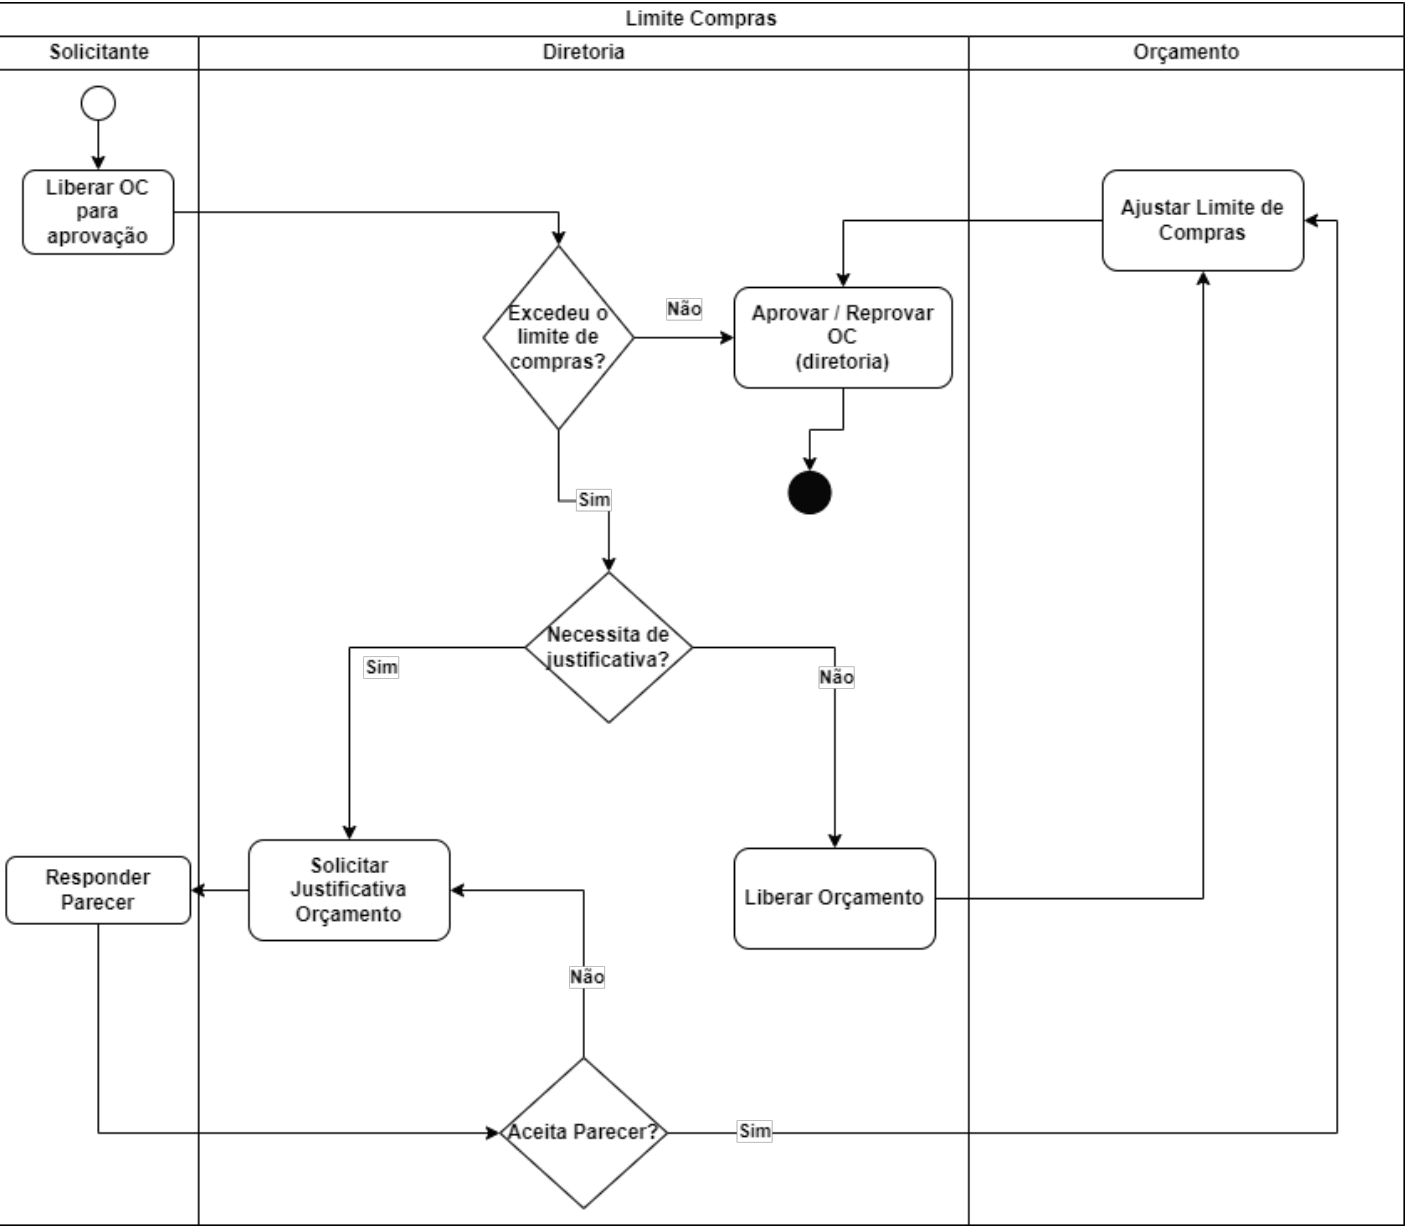 Limite Compras
Solicitante
Diretoria
Orçamento
Liberar OC
para
aprovação
Ajustar Limite de
Compras
Excedeu o
limite de
compras?
Não
Aprovar / Reprovar
OC
(diretoria)
Sim
Necessita de
justificativa?
Sim
Não
Responder
Parecer
Solicitar
Justificativa
Orçamento
Liberar Orçamento
Não
Aceita Parecer?
Sim